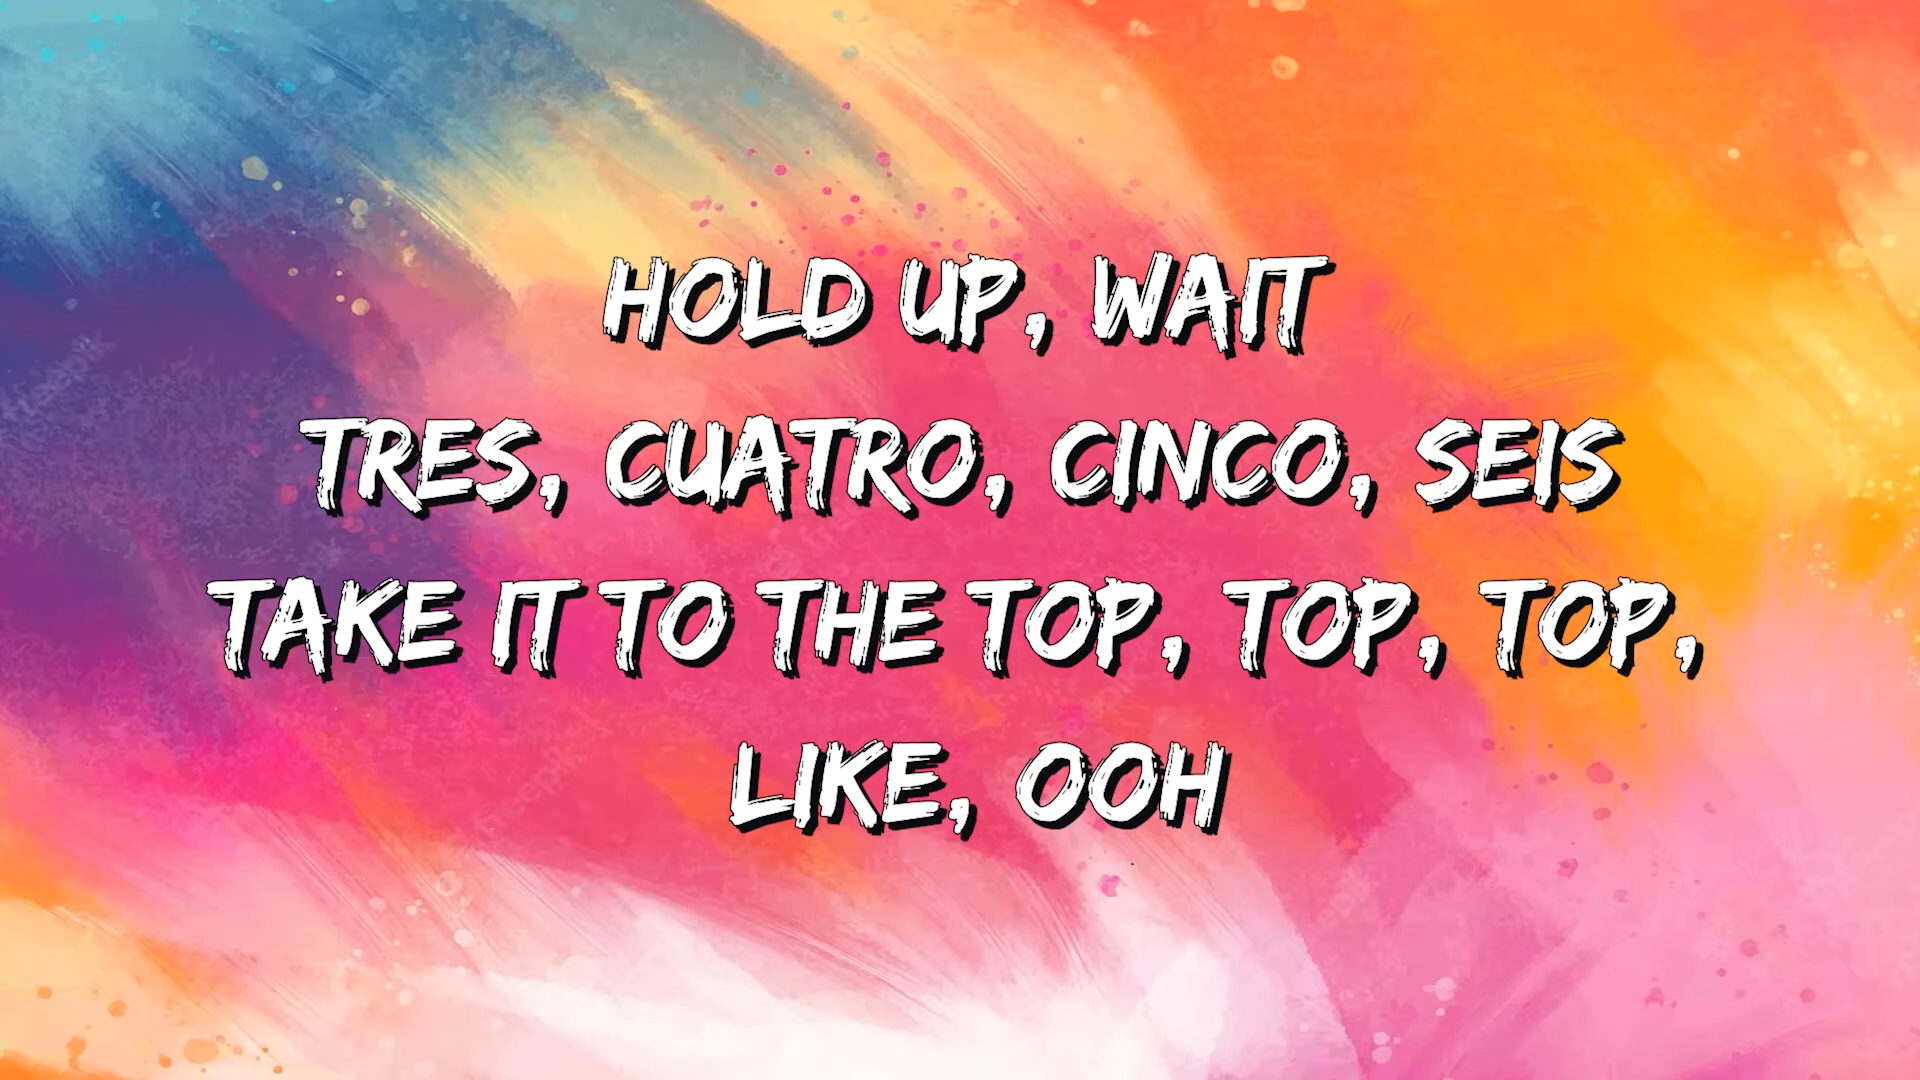 HOLD UP, WAIT
TRES, CUATRO, CINCO, SEIS
TAKE IT TO THE TOP, TOP, TOP,
LIKE, OOH